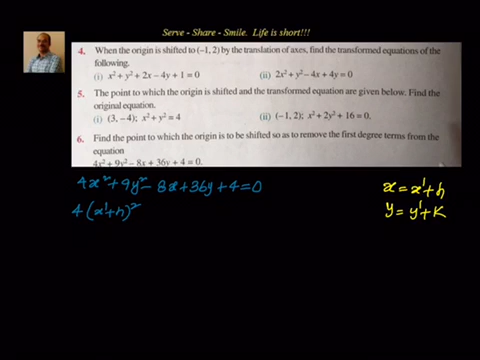 Serve - Share - Smile. Life is short!!!
4. When the origin is shifted to (–1, 2) by the translation of axes, find the transformed equations of the
following.
(i) x² + y² + 2x – 4y + 1 = 0 (ii) 2x² + y² – 4x + 4y = 0
5. The point to which the origin is shifted and the transformed equation are given below. Find the
original equation.
(i) (3, –4); x² + y² = 4 (ii) (–1, 2); x² + 2y² + 16 = 0.
6. Find the point to which the origin is to be shifted so as to remove the first degree terms from the
equation
4x² + 9y² – 8x + 36y + 4 = 0.
4x² + 9y² – 8x + 36y + 4 = 0
x = x' + h
4(x' + h)²
y = y' + K